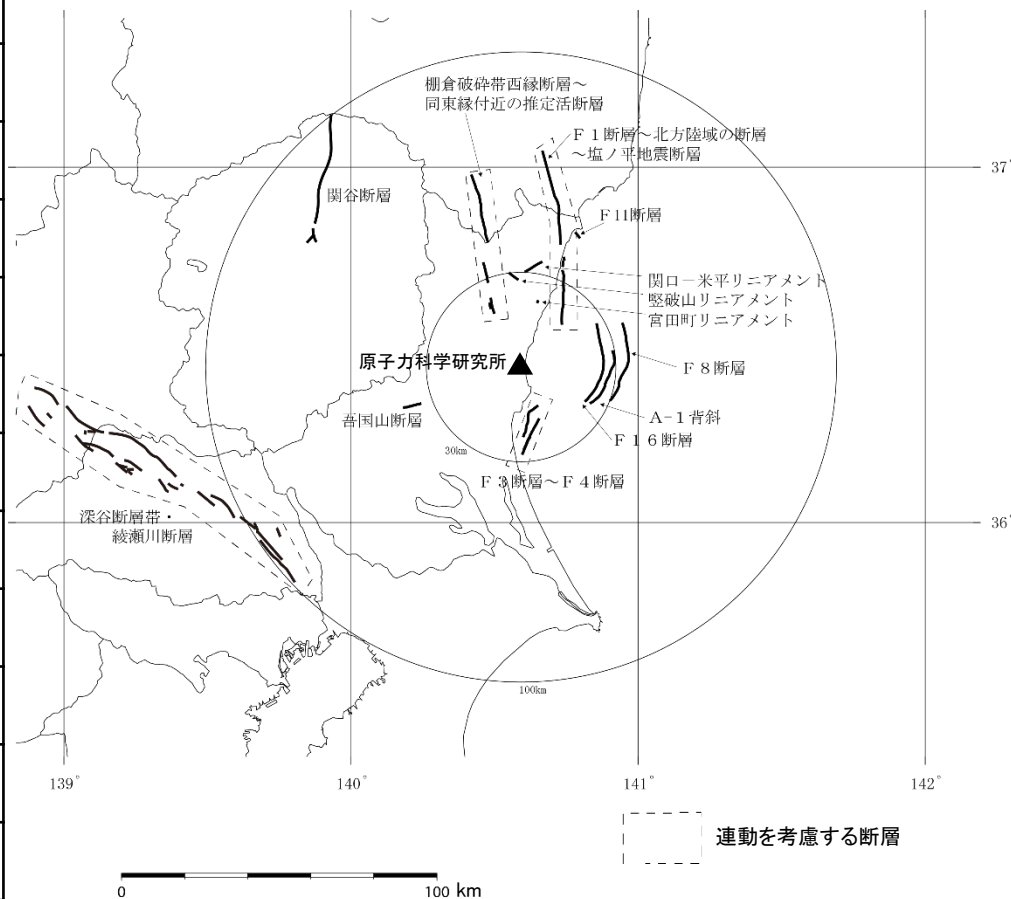 棚倉破砕帯西縁断層～
同東縁付近の推定活断層
Ｆ１断層～北方陸域の断層
～塩ノ平地震断層
37°
関谷断層
Ｆ11断層
関口－米平リニアメント
竪破山リニアメント
宮田町リニアメント
原子力科学研究所
Ｆ８断層
吾国山断層
Ａ-１背斜
Ｆ１６断層
30km
Ｆ３断層～Ｆ４断層
深谷断層帯・
綾瀬川断層
36°
100km
139°
140°
141°
142°
連動を考慮する断層
0
100 km